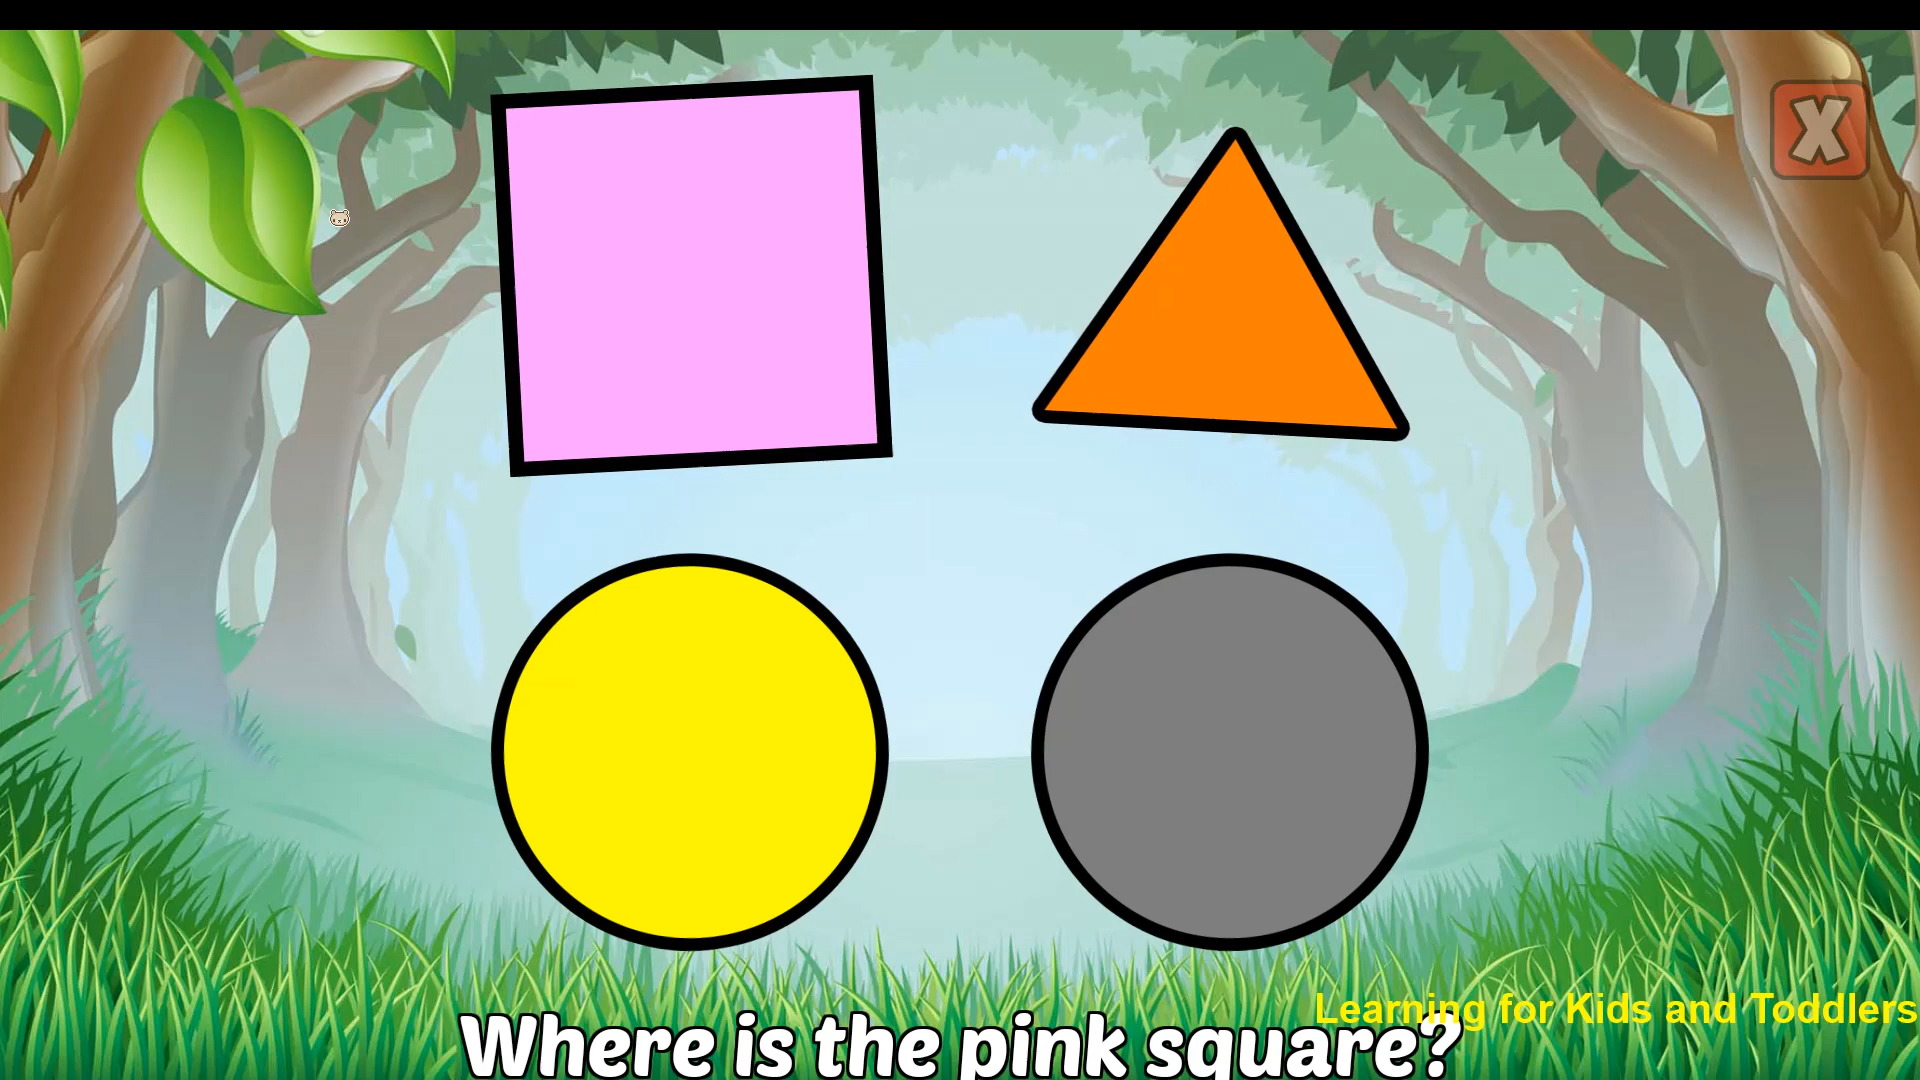 X
Learning for Kids and Toddlers
Where is the pink square?